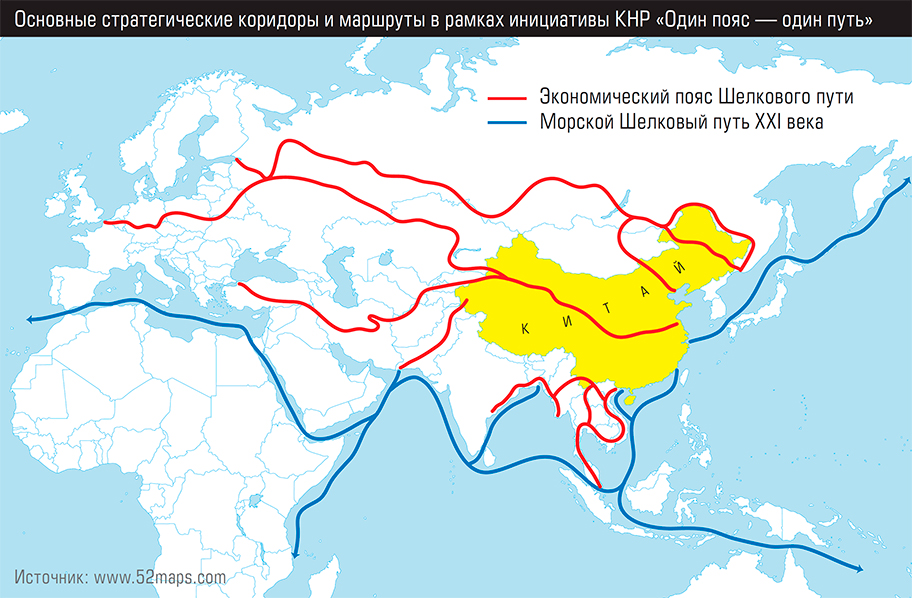 Основные стратегические коридоры и маршруты в рамках инициативы КНР «Один пояс — один путь»
Экономический пояс Шелкового пути
Морской Шелковый путь XXI века
КИТАЙ
Источник: www.52maps.com